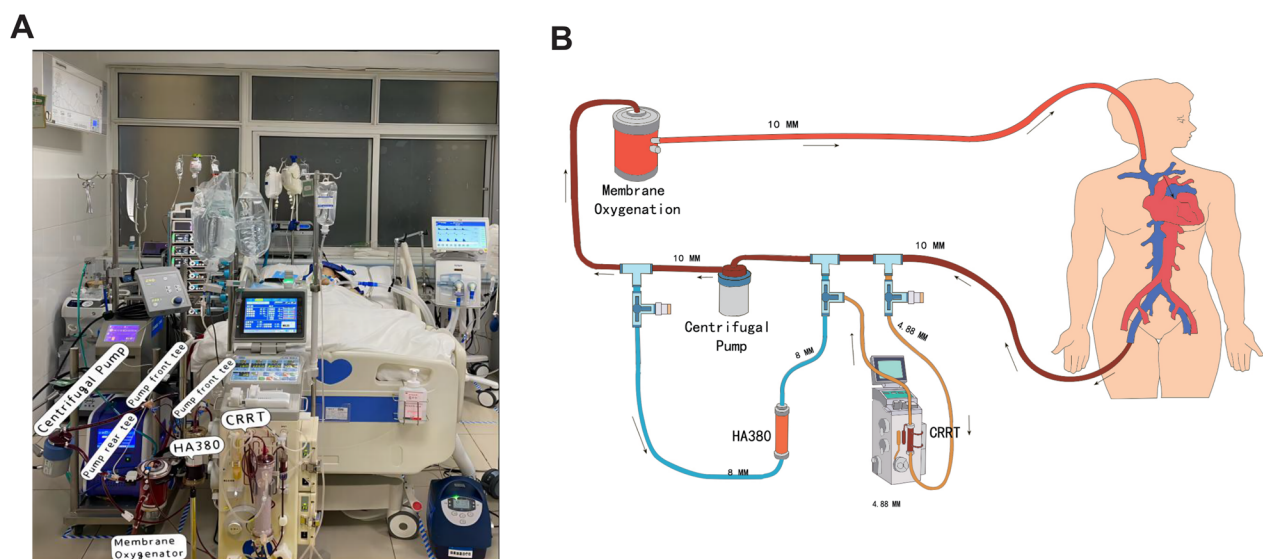 A
Centrifugal Pump
Pump front tee
Pump rear tee
Pump front tee
HA380
CRRT
Membrane
Oxygenator
B
10 MM
Membrane
Oxygenation
10 MM
10 MM
Centrifugal
Pump
4.88 MM
8 MM
HA380
CRRT
8 MM
4.88 MM